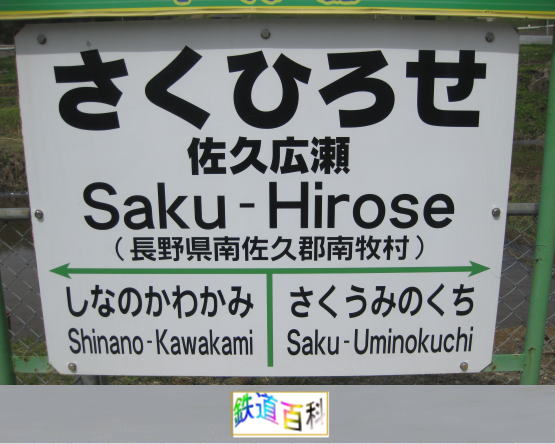 さくひろせ
佐久広瀬
Saku-Hirose
(長野県南佐久郡南牧村)
しなのかわかみ さくうみのくち
Shinano-Kawakami Saku-Uminokuchi
鉄道百科